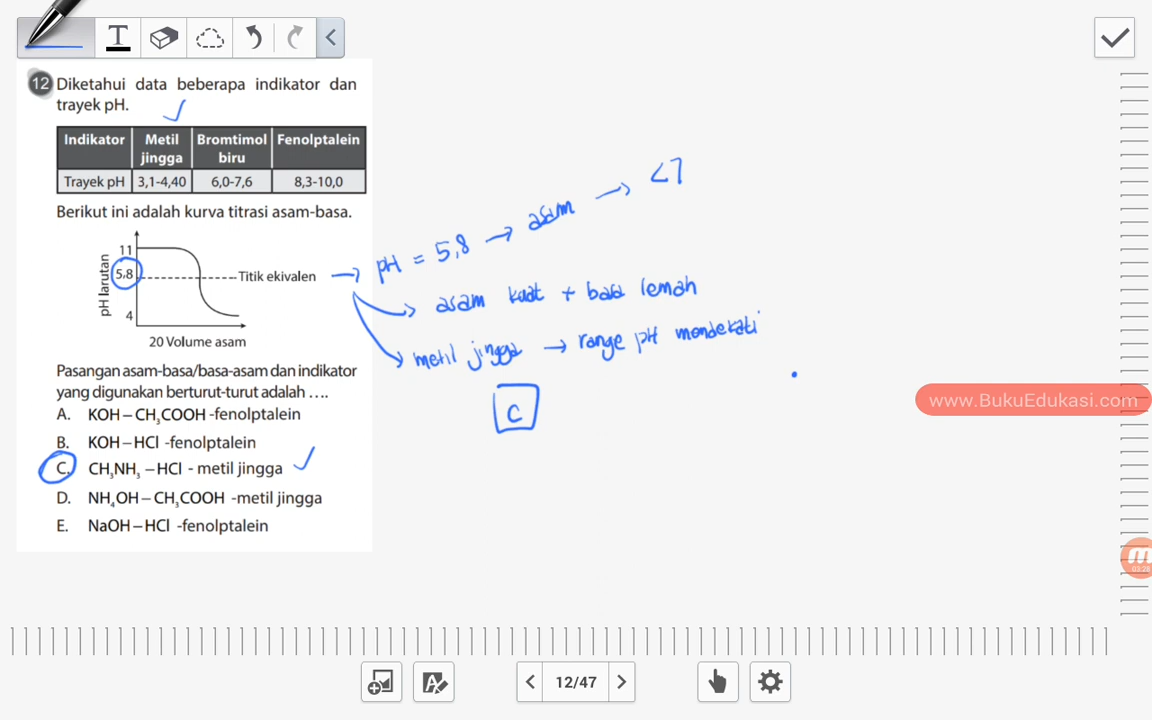 T
12 Diketahui data beberapa indikator dan
trayek pH.
Indikator Metil jingga Bromtimol biru Fenolptalein
Trayek pH 3,1-4,40 6,0-7,6 8,3-10,0
Berikut ini adalah kurva titrasi asam-basa.
11
5,8
4
pH larutan
Titik ekivalen
20 Volume asam
→ pH = 5,8 → asam → <7
→ asam kuat + basa lemah
→ metil jingga → range pH mendekati
C
Pasangan asam-basa/basa-asam dan indikator
yang digunakan berturut-turut adalah ....
A. KOH – CH₃COOH -fenolptalein
B. KOH – HCl -fenolptalein
C. CH₃NH₃ – HCl - metil jingga
D. NH₄OH – CH₃COOH -metil jingga
E. NaOH – HCl -fenolptalein
www.BukuEdukasi.com
12/47